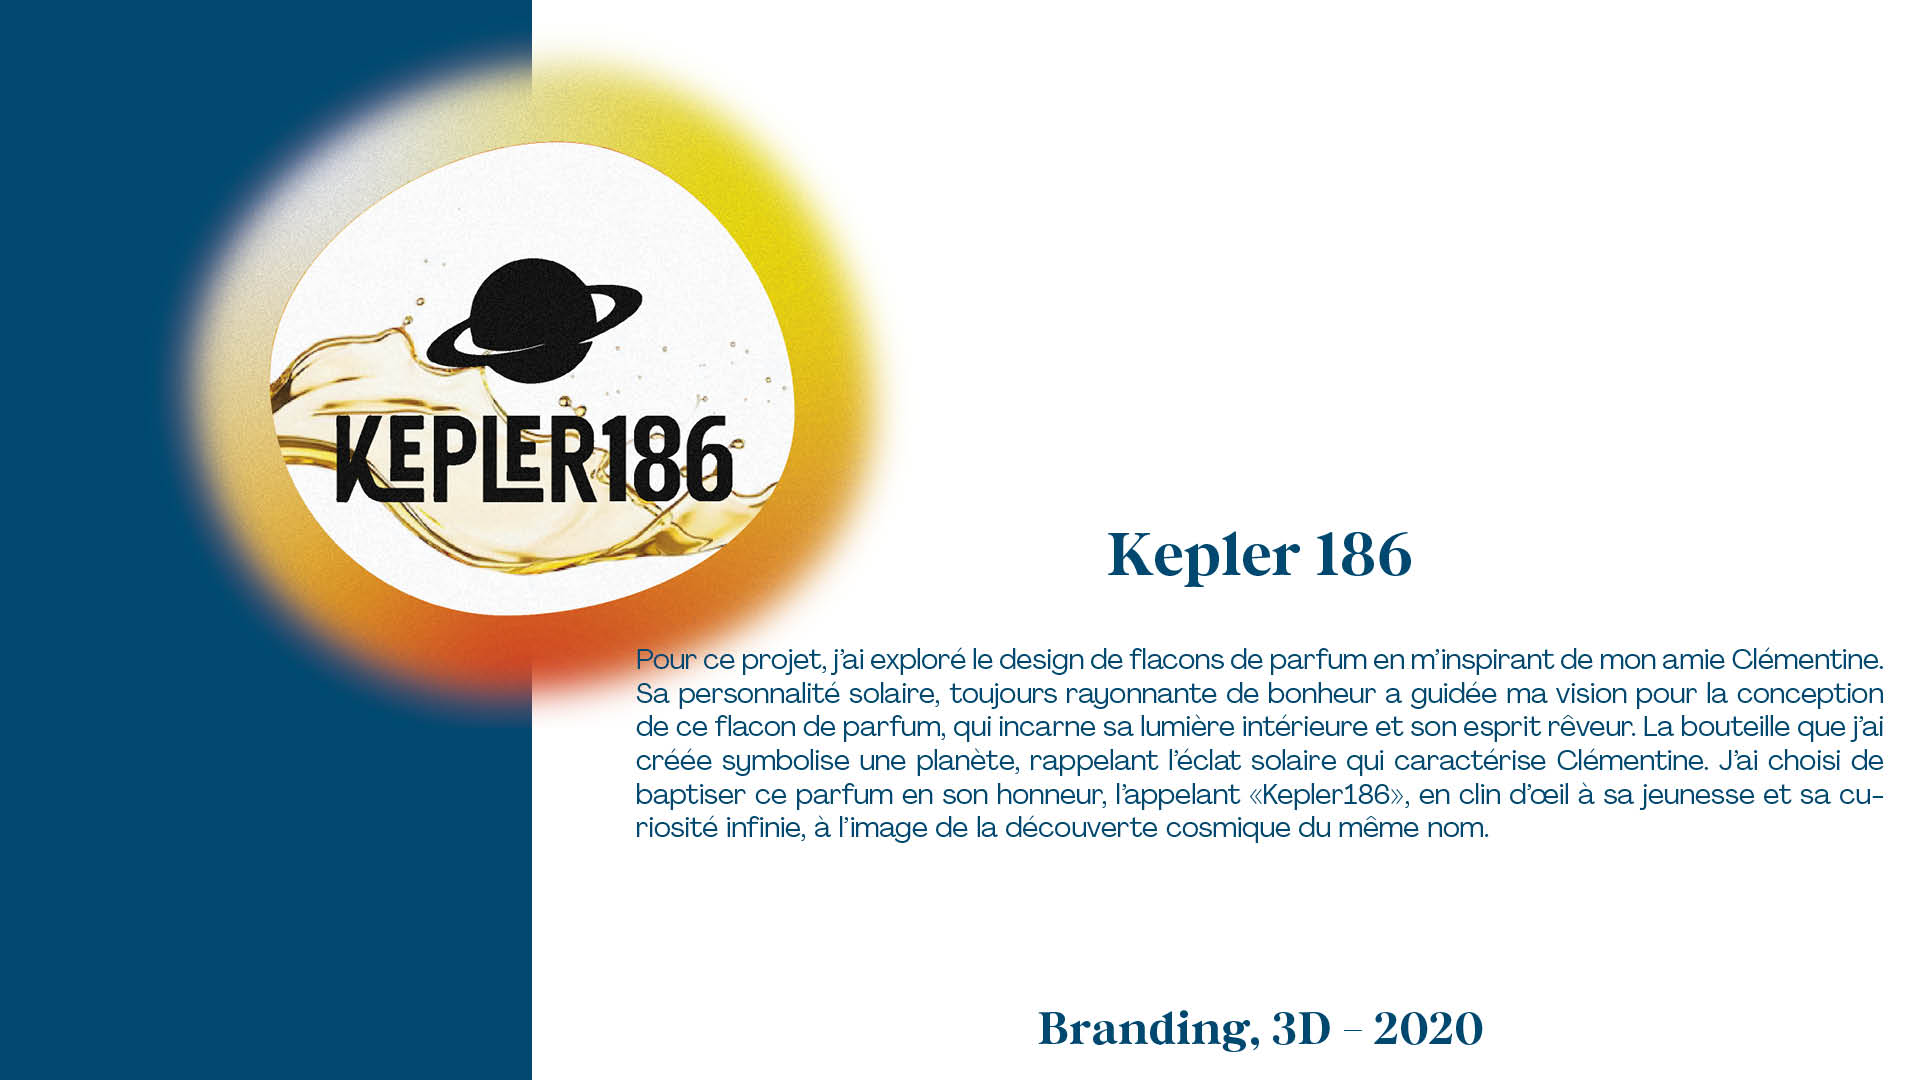 KEPLER186
Kepler 186
Pour ce projet, j’ai exploré le design de flacons de parfum en m’inspirant de mon amie Clémentine.
Sa personnalité solaire, toujours rayonnante de bonheur a guidée ma vision pour la conception
de ce flacon de parfum, qui incarne sa lumière intérieure et son esprit rêveur. La bouteille que j’ai
créée symbolise une planète, rappelant l’éclat solaire qui caractérise Clémentine. J’ai choisi de
baptiser ce parfum en son honneur, l’appelant «Kepler186», en clin d’œil à sa jeunesse et sa cu-
riosité infinie, à l’image de la découverte cosmique du même nom.
Branding, 3D – 2020